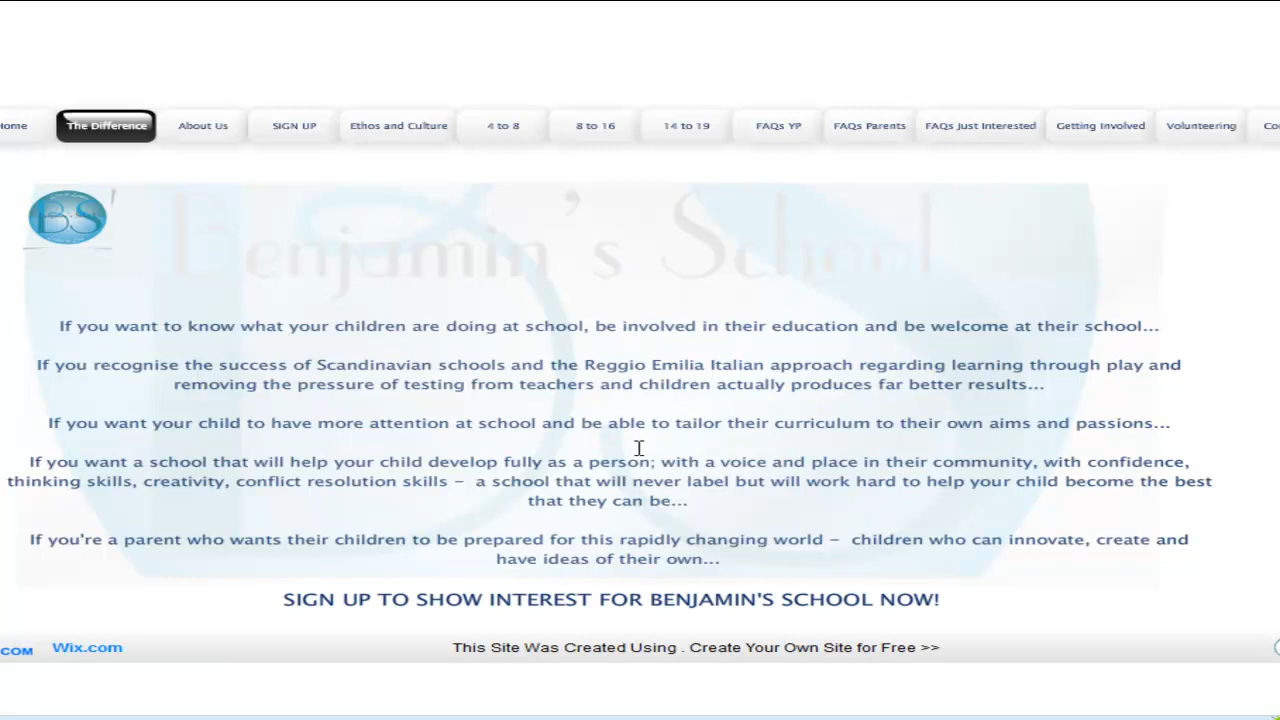 Home
The Difference
About Us
SIGN UP
Ethos and Culture
4 to 8
8 to 16
14 to 19
FAQs YP
FAQs Parents
FAQs Just Interested
Getting Involved
Volunteering
Co
BS
Benjamin's School
If you want to know what your children are doing at school, be involved in their education and be welcome at their school...
If you recognise the success of Scandinavian schools and the Reggio Emilia Italian approach regarding learning through play and
removing the pressure of testing from teachers and children actually produces far better results...
If you want your child to have more attention at school and be able to tailor their curriculum to their own aims and passions...
If you want a school that will help your child develop fully as a person; with a voice and place in their community, with confidence,
thinking skills, creativity, conflict resolution skills – a school that will never label but will work hard to help your child become the best
that they can be...
If you're a parent who wants their children to be prepared for this rapidly changing world – children who can innovate, create and
have ideas of their own...
SIGN UP TO SHOW INTEREST FOR BENJAMIN'S SCHOOL NOW!
.COM Wix.com This Site Was Created Using . Create Your Own Site for Free >>